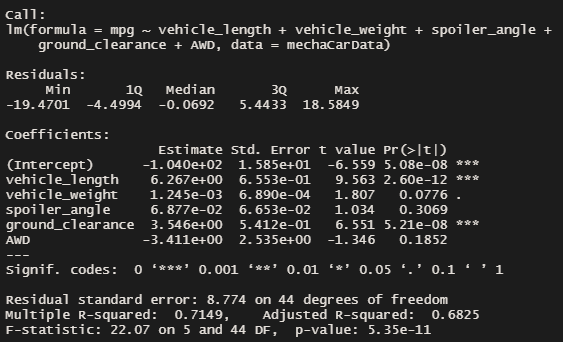 Call:
lm(formula = mpg ~ vehicle_length + vehicle_weight + spoiler_angle +
    ground_clearance + AWD, data = mechaCarData)

Residuals:
     Min       1Q   Median       3Q      Max
-19.4701  -4.4994  -0.0692   5.4433  18.5849

Coefficients:
                   Estimate Std. Error t value Pr(>|t|)
(Intercept)      -1.040e+02  1.585e+01  -6.559 5.08e-08 ***
vehicle_length    6.267e+00  6.553e-01   9.563 2.60e-12 ***
vehicle_weight    1.245e-03  6.890e-04   1.807   0.0776 .
spoiler_angle     6.877e-02  6.653e-02   1.034   0.3069
ground_clearance  3.546e+00  5.412e-01   6.551 5.21e-08 ***
AWD              -3.411e+00  2.535e+00  -1.346   0.1852
---
Signif. codes:  0 ‘***’ 0.001 ‘**’ 0.01 ‘*’ 0.05 ‘.’ 0.1 ‘ ’ 1

Residual standard error: 8.774 on 44 degrees of freedom
Multiple R-squared:  0.7149,	Adjusted R-squared:  0.6825
F-statistic: 22.07 on 5 and 44 DF,  p-value: 5.35e-11